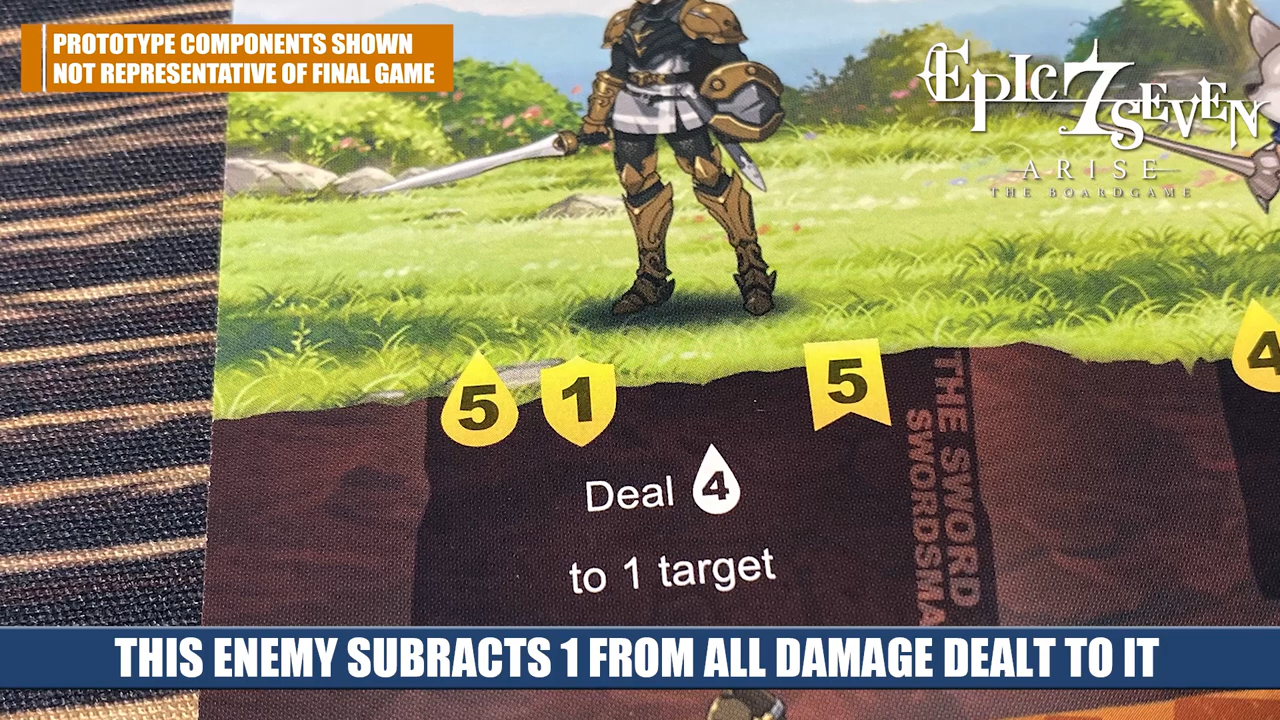 PROTOTYPE COMPONENTS SHOWN
NOT REPRESENTATIVE OF FINAL GAME
EPIC 7 SEVEN
ARISE
THE BOARDGAME
5 1 5 4
Deal 4
to 1 target
THE SWORD
SWORDSMA
THIS ENEMY SUBRACTS 1 FROM ALL DAMAGE DEALT TO IT